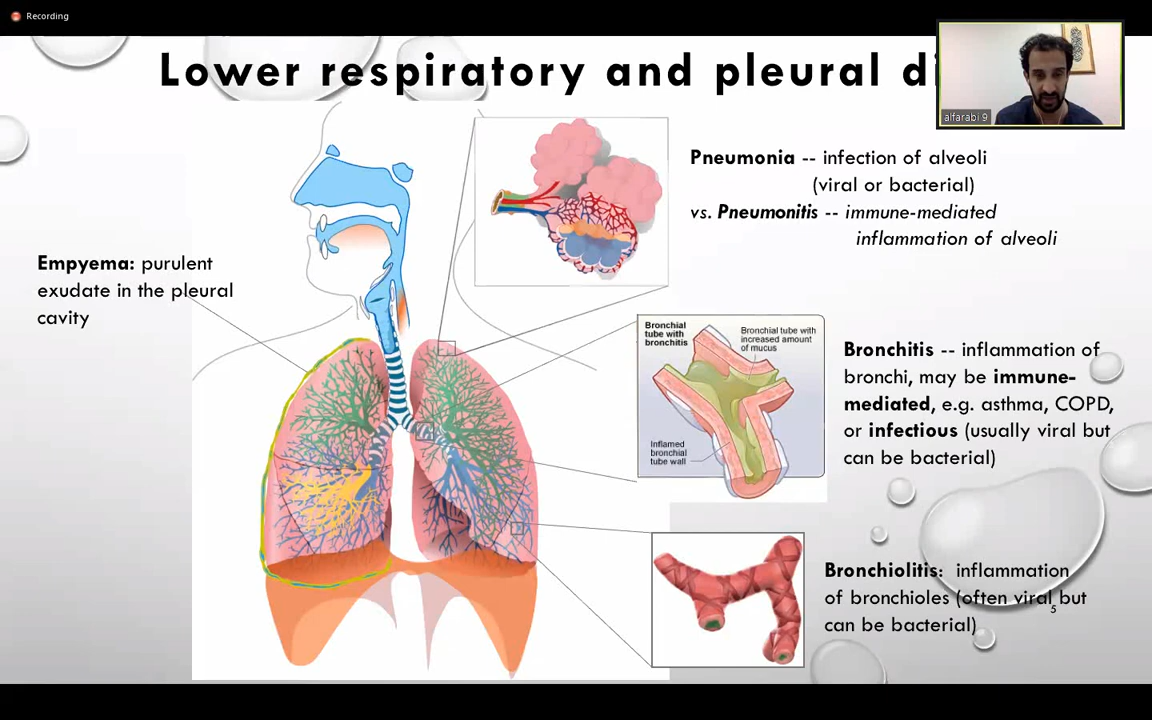 Recording
Lower respiratory and pleural di
alfarabi 9
Pneumonia -- infection of alveoli
(viral or bacterial)
vs. Pneumonitis -- immune-mediated
inflammation of alveoli
Empyema: purulent
exudate in the pleural
cavity
Bronchial
tube with
bronchitis
Bronchial tube with
increased amount
of mucus
Inflamed
bronchial
tube wall
Bronchitis -- inflammation of
bronchi, may be immune-
mediated, e.g. asthma, COPD,
or infectious (usually viral but
can be bacterial)
Bronchiolitis: inflammation
of bronchioles (often viral but
can be bacterial)
5